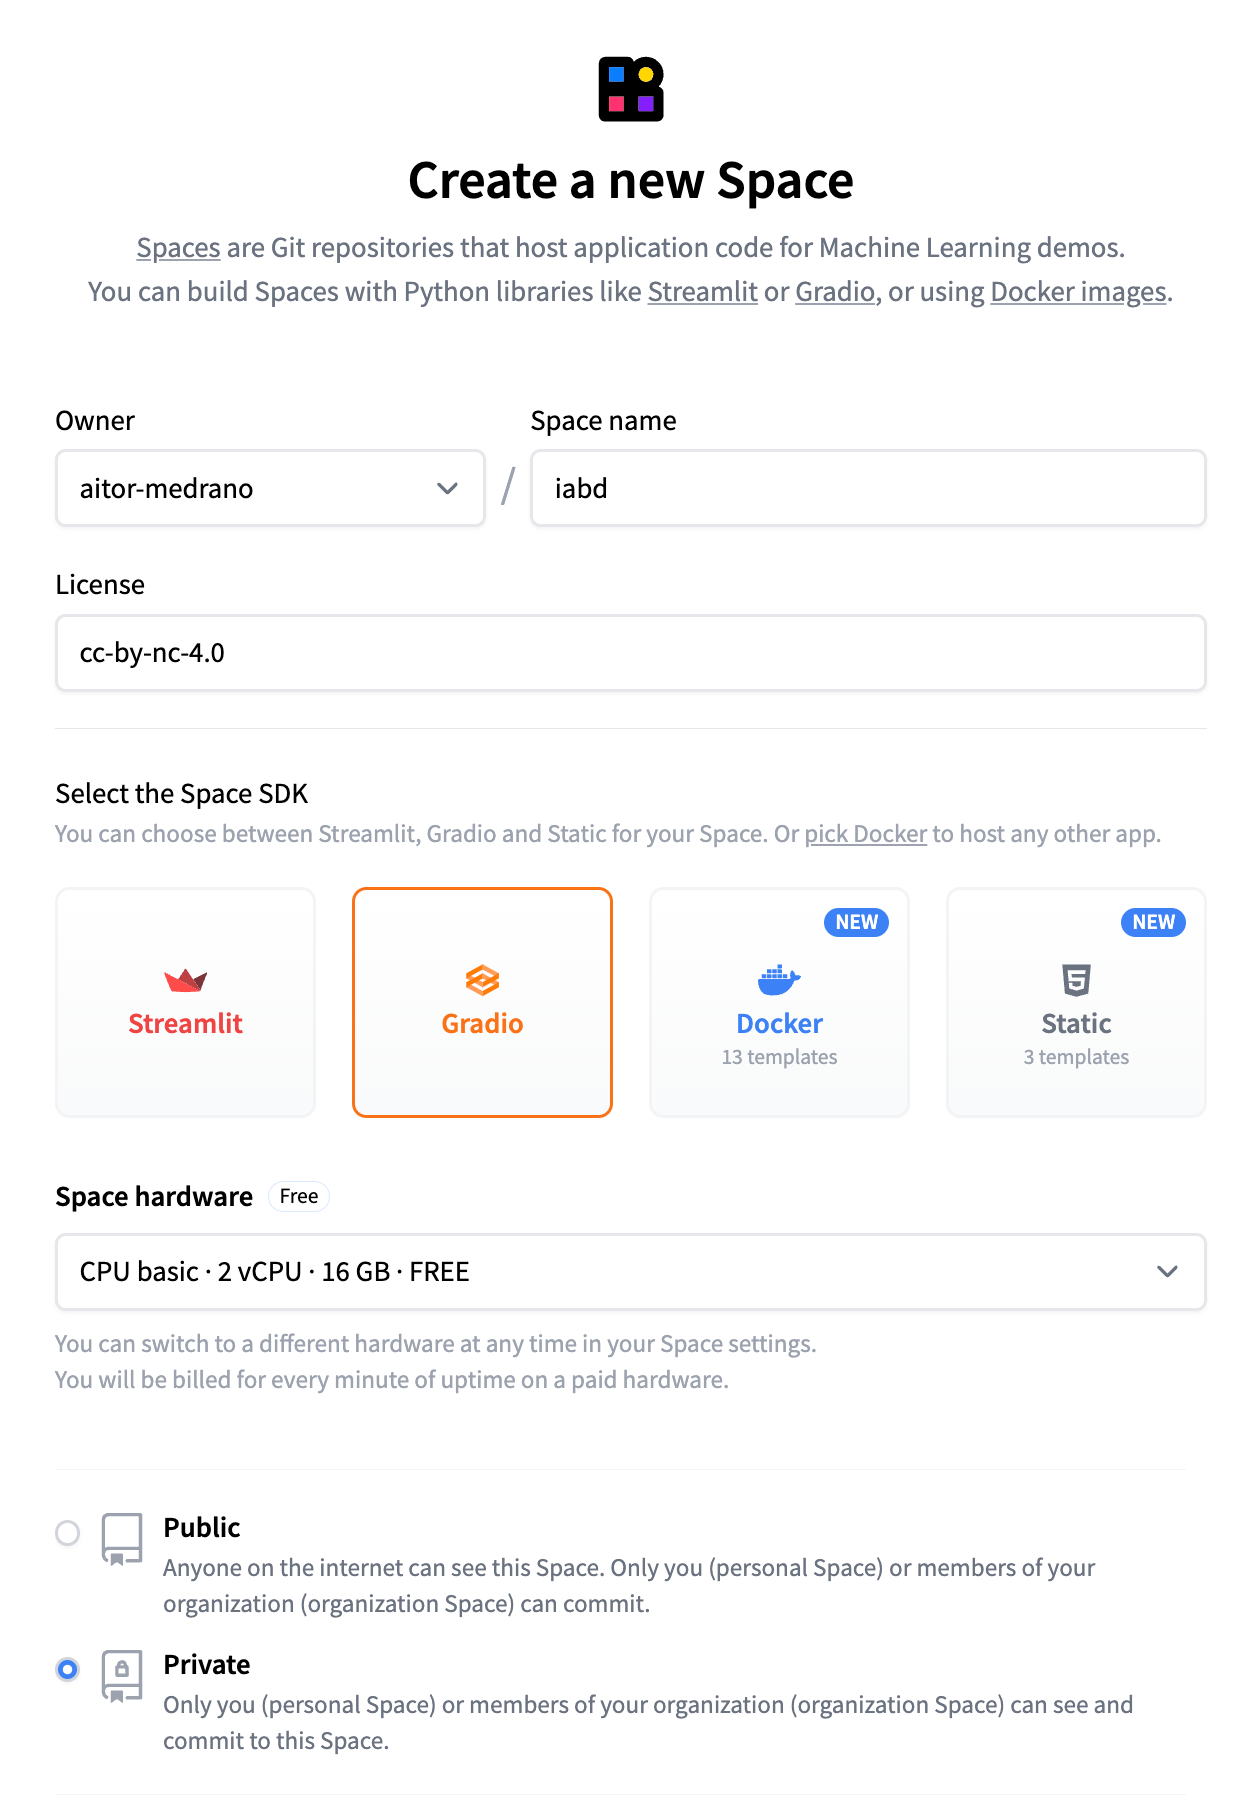 Create a new Space
Spaces are Git repositories that host application code for Machine Learning demos.
You can build Spaces with Python libraries like Streamlit or Gradio, or using Docker images.
Owner
Space name
aitor-medrano
/
iabd
License
cc-by-nc-4.0
Select the Space SDK
You can choose between Streamlit, Gradio and Static for your Space. Or pick Docker to host any other app.
Streamlit
Gradio
NEW
Docker
13 templates
NEW
Static
3 templates
Space hardware Free
CPU basic · 2 vCPU · 16 GB · FREE
You can switch to a different hardware at any time in your Space settings.
You will be billed for every minute of uptime on a paid hardware.
Public
Anyone on the internet can see this Space. Only you (personal Space) or members of your
organization (organization Space) can commit.
Private
Only you (personal Space) or members of your organization (organization Space) can see and
commit to this Space.